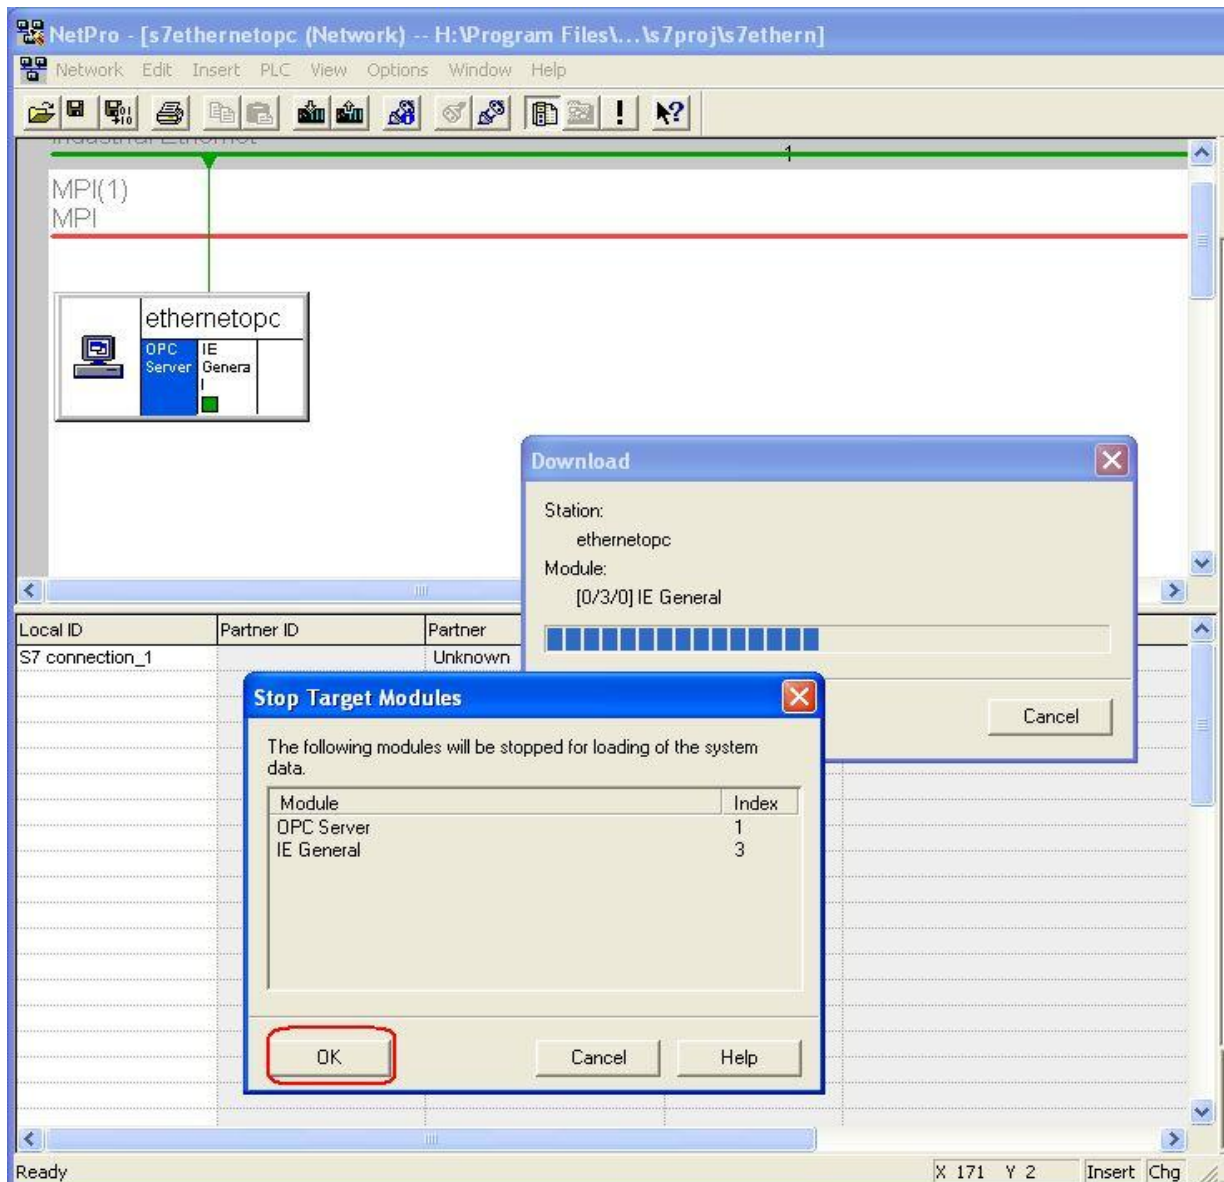 NetPro - [s7ethernetopc (Network) -- H:\Program Files\...\s7proj\s7ethern]
Network Edit Insert PLC View Options Window Help
Industrial Ethernet
1
MPI(1)
MPI
ethernetopc
OPC Server
IE
Genera
l
Download
Station:
ethernetopc
Module:
[0/3/0] IE General
Cancel
Local ID Partner ID Partner
S7 connection_1 Unknown
Stop Target Modules
The following modules will be stopped for loading of the system
data.
Module Index
OPC Server 1
IE General 3
OK Cancel Help
Ready X 171 Y 2 Insert Chg